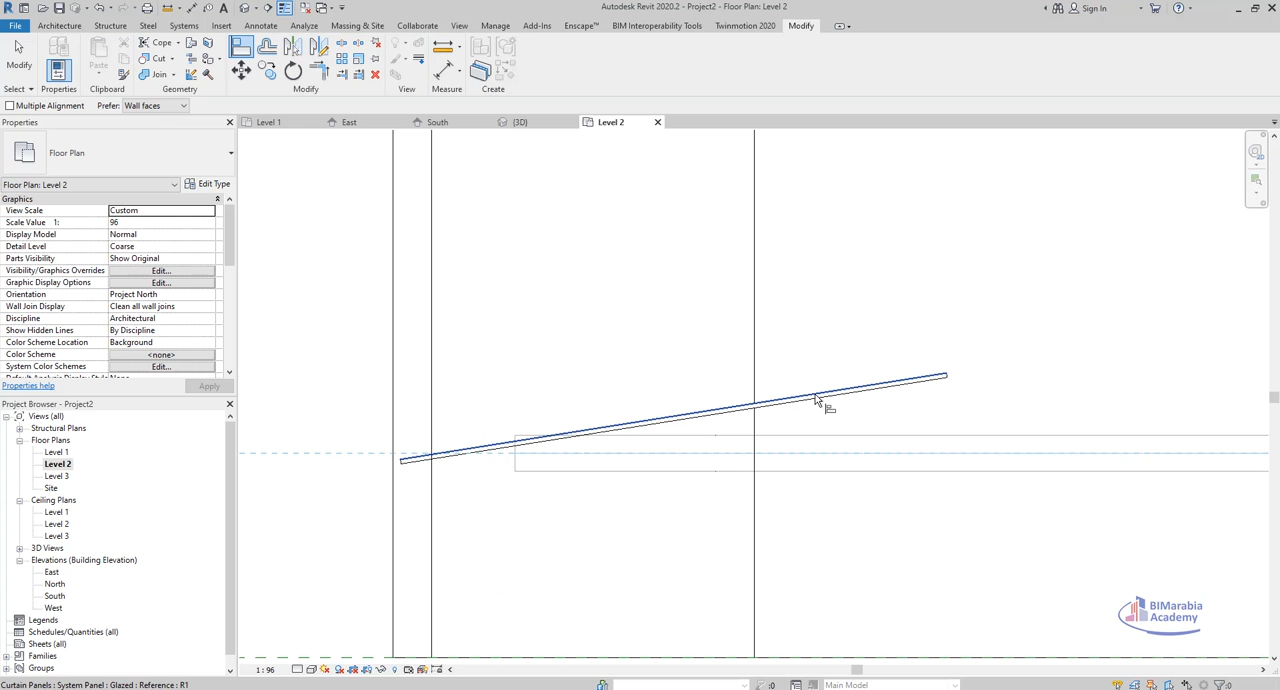 Autodesk Revit 2020.2 - Project2 - Floor Plan: Level 2
Sign In
File Architecture Structure Steel Systems Insert Annotate Analyze Massing & Site Collaborate View Manage Add-Ins Enscape™ BIM Interoperability Tools Twinmotion 2020 Modify
Modify Paste Cope Cut Join
Select Properties Clipboard Geometry Modify View Measure Create
Multiple Alignment Prefer: Wall faces
Properties
Level 1 East South {3D} Level 2
Floor Plan
Floor Plan: Level 2 Edit Type
Graphics
View Scale Custom
Scale Value 1: 96
Display Model Normal
Detail Level Coarse
Parts Visibility Show Original
Visibility/Graphics Overrides Edit...
Graphic Display Options Edit...
Orientation Project North
Wall Join Display Clean all wall joins
Discipline Architectural
Show Hidden Lines By Discipline
Color Scheme Location Background
Color Scheme <none>
System Color Schemes Edit...
Properties help Apply
Project Browser - Project2
Views (all)
Structural Plans
Floor Plans
Level 1
Level 2
Level 3
Site
Ceiling Plans
Level 1
Level 2
Level 3
3D Views
Elevations (Building Elevation)
East
North
South
West
Legends
Schedules/Quantities (all)
Sheets (all)
Families
Groups
BIMarabia
Academy
1 : 96
Curtain Panels : System Panel : Glazed : Reference : R1
:0 Main Model :0